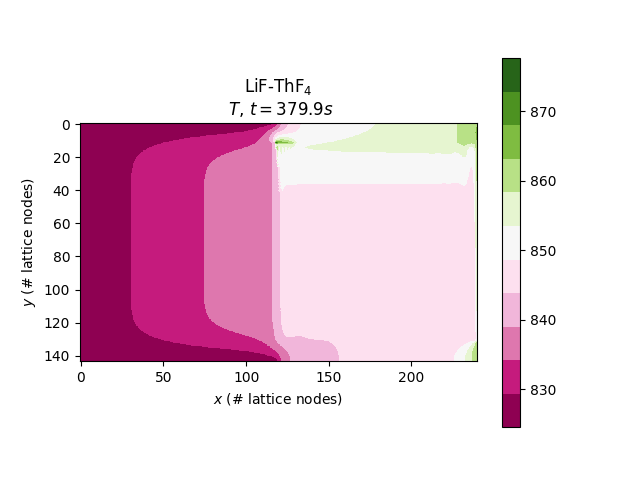 LiF-ThF₄
T, t = 379.9s
0
20
40
60
80
100
120
140
y (# lattice nodes)
0 50 100 150 200
x (# lattice nodes)
870
860
850
840
830